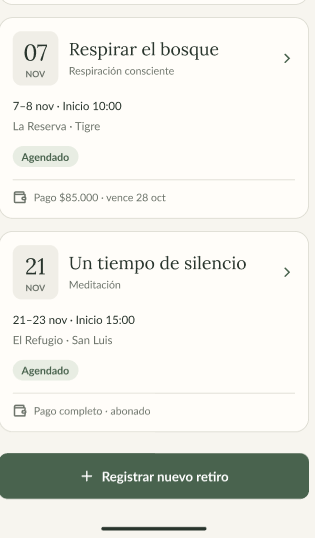 07
NOV
Respirar el bosque
Respiración consciente
7–8 nov · Inicio 10:00
La Reserva · Tigre
Agendado
Pago $85.000 · vence 28 oct
21
NOV
Un tiempo de silencio
Meditación
21–23 nov · Inicio 15:00
El Refugio · San Luis
Agendado
Pago completo · abonado
+ Registrar nuevo retiro